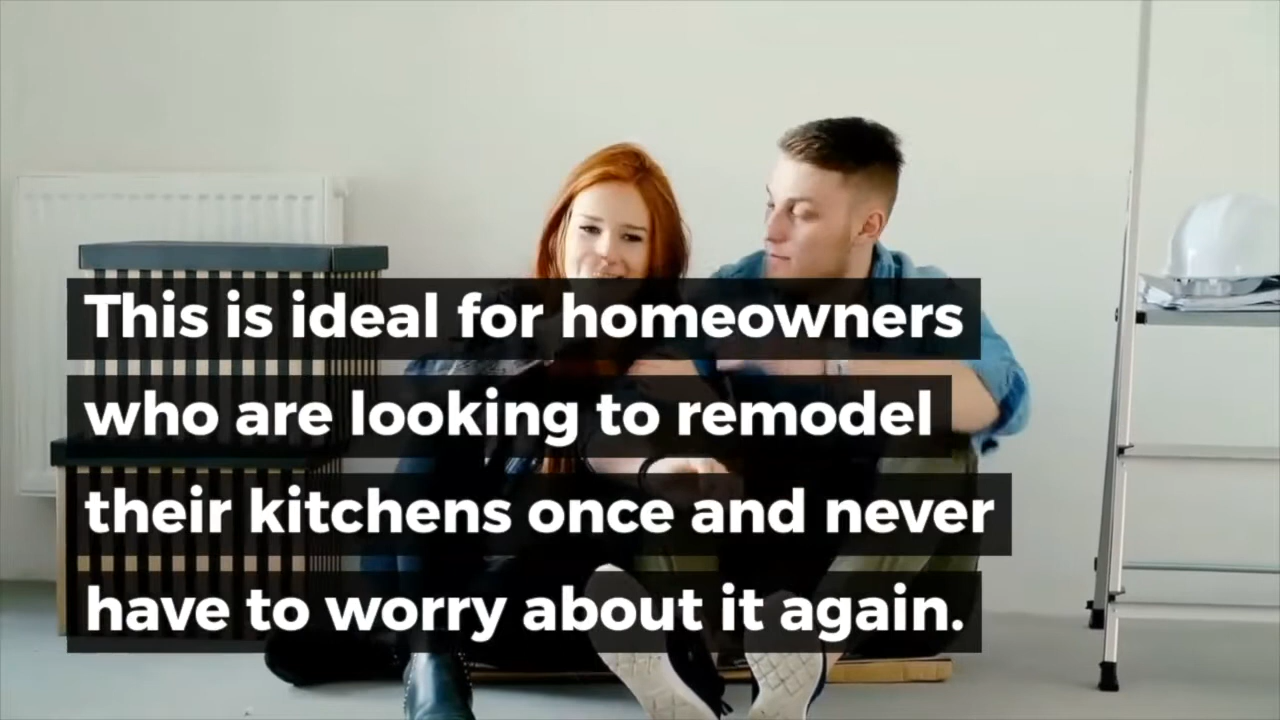 This is ideal for homeowners
who are looking to remodel
their kitchens once and never
have to worry about it again.